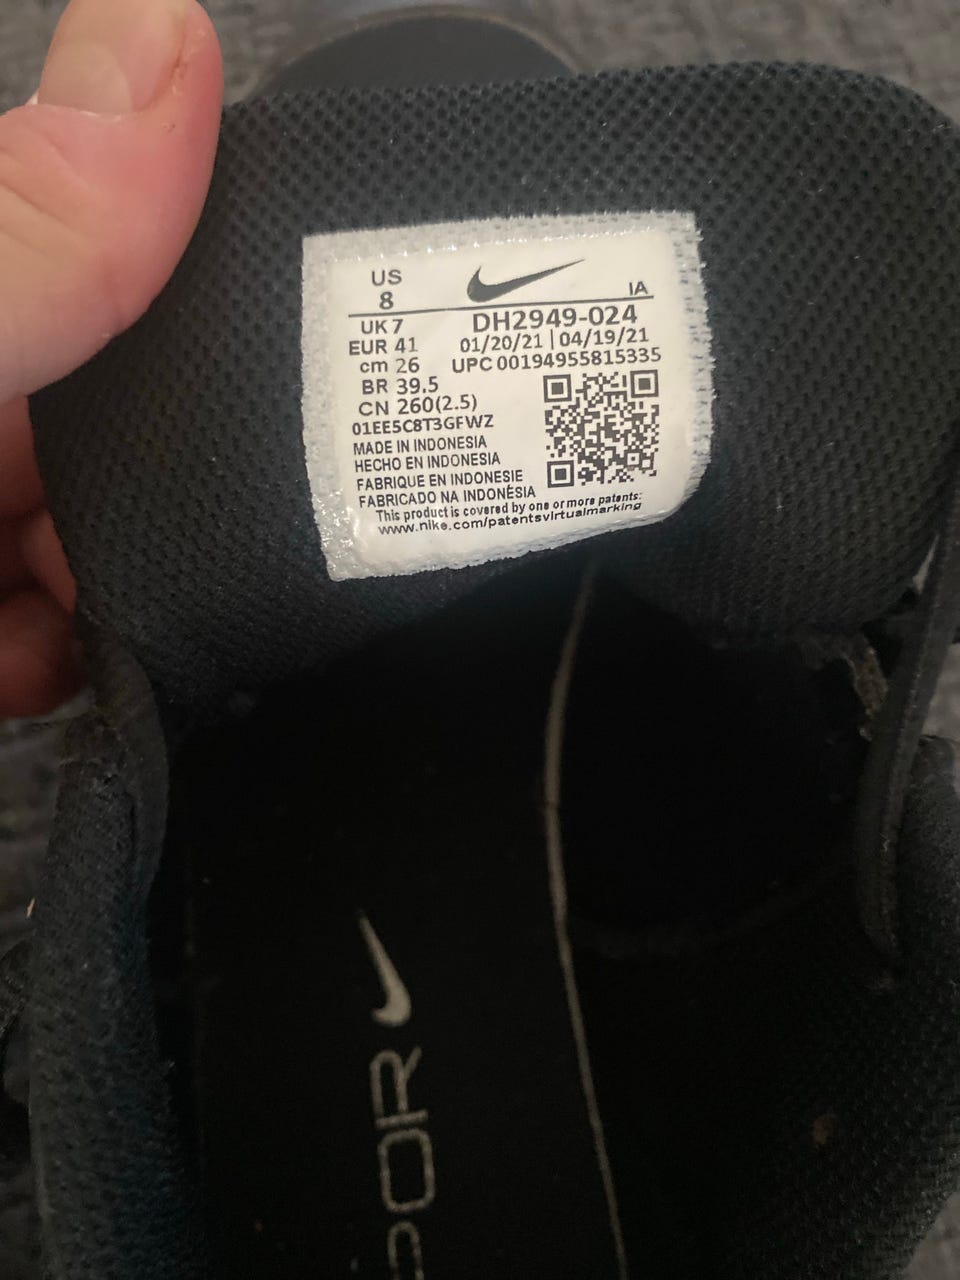 US
8
IA
UK 7
DH2949-024
EUR 41
01/20/21 | 04/19/21
cm 26
UPC 00194955815335
BR 39.5
CN 260(2.5)
01EE5C8T3GFWZ
MADE IN INDONESIA
HECHO EN INDONESIA
FABRIQUE EN INDONESIE
FABRICADO NA INDONÉSIA
This product is covered by one or more patents:
www.nike.com/patentsvirtualmarking
POR